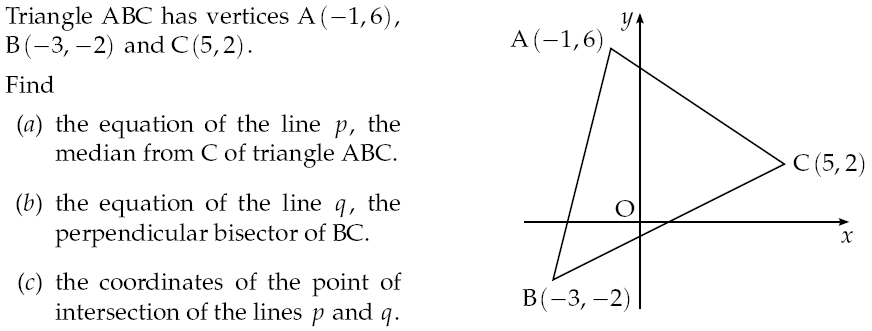 Triangle ABC has vertices A(−1, 6),
B(−3, −2) and C(5, 2).
Find
(a) the equation of the line p, the
median from C of triangle ABC.
(b) the equation of the line q, the
perpendicular bisector of BC.
(c) the coordinates of the point of
intersection of the lines p and q.
y
A(−1, 6)
C(5, 2)
O
x
B(−3, −2)